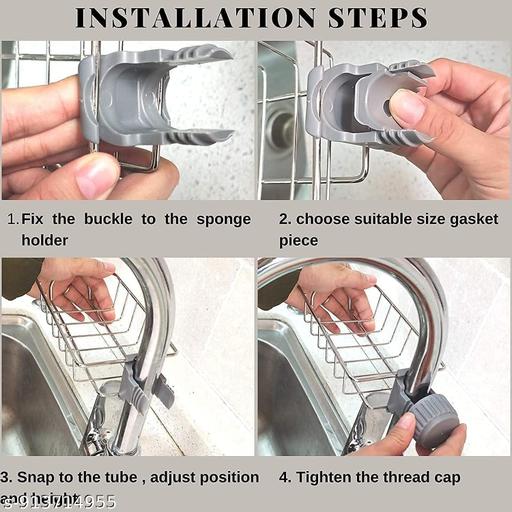 INSTALLATION STEPS
1.Fix the buckle to the sponge
holder
2. choose suitable size gasket
piece
3. Snap to the tube , adjust position
and height
4. Tighten the thread cap